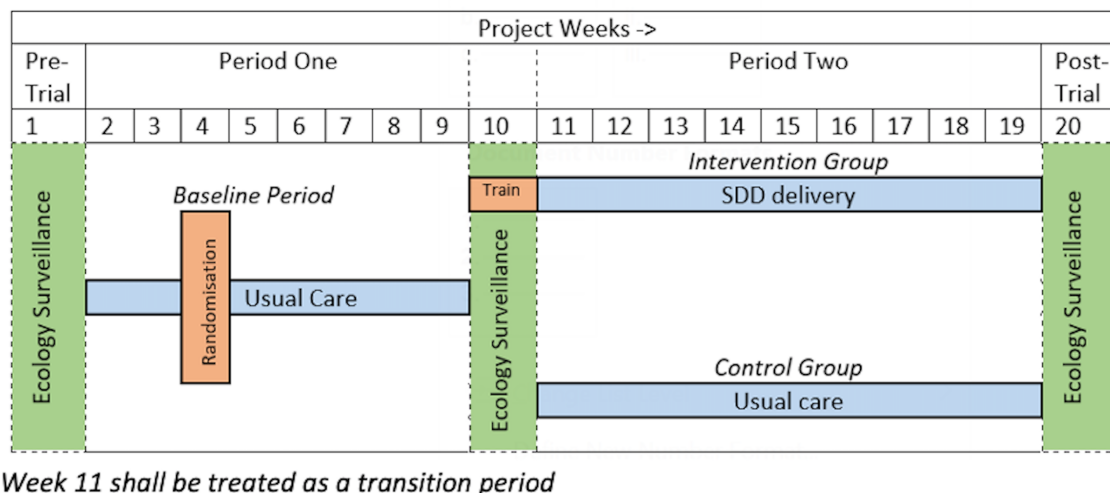 Project Weeks ->
Pre-Trial Period One Period Two Post-Trial
1 2 3 4 5 6 7 8 9 10 11 12 13 14 15 16 17 18 19 20
Intervention Group
Baseline Period
Train
SDD delivery
Ecology Surveillance
Randomisation
Usual Care
Ecology Surveillance
Control Group
Usual care
Ecology Surveillance
Week 11 shall be treated as a transition period